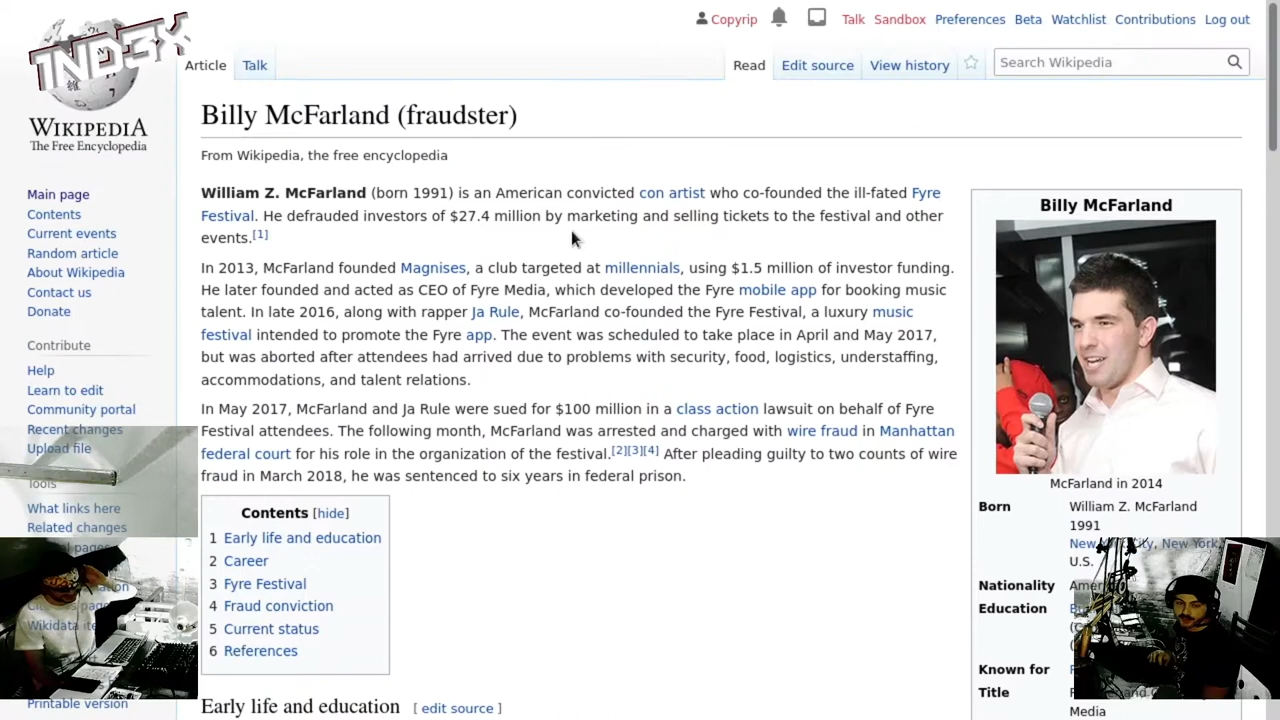 1ND3X
WIKIPEDIA
The Free Encyclopedia
Main page
Contents
Current events
Random article
About Wikipedia
Contact us
Donate
Contribute
Help
Learn to edit
Community portal
Recent changes
Upload file
Tools
What links here
Related changes
Printable version
Copyrip
Talk
Sandbox
Preferences
Beta
Watchlist
Contributions
Log out
Article
Talk
Read
Edit source
View history
Search Wikipedia
Billy McFarland (fraudster)
From Wikipedia, the free encyclopedia
William Z. McFarland (born 1991) is an American convicted con artist who co-founded the ill-fated Fyre
Festival. He defrauded investors of $27.4 million by marketing and selling tickets to the festival and other
events.[1]
In 2013, McFarland founded Magnises, a club targeted at millennials, using $1.5 million of investor funding.
He later founded and acted as CEO of Fyre Media, which developed the Fyre mobile app for booking music
talent. In late 2016, along with rapper Ja Rule, McFarland co-founded the Fyre Festival, a luxury music
festival intended to promote the Fyre app. The event was scheduled to take place in April and May 2017,
but was aborted after attendees had arrived due to problems with security, food, logistics, understaffing,
accommodations, and talent relations.
In May 2017, McFarland and Ja Rule were sued for $100 million in a class action lawsuit on behalf of Fyre
Festival attendees. The following month, McFarland was arrested and charged with wire fraud in Manhattan
federal court for his role in the organization of the festival.[2][3][4] After pleading guilty to two counts of wire
fraud in March 2018, he was sentenced to six years in federal prison.
Contents [hide]
1 Early life and education
2 Career
3 Fyre Festival
4 Fraud conviction
5 Current status
6 References
Early life and education [ edit source ]
Billy McFarland
McFarland in 2014
Born William Z. McFarland
1991
New York City, New York,
U.S.
Nationality
Education
Known for
Title
Media